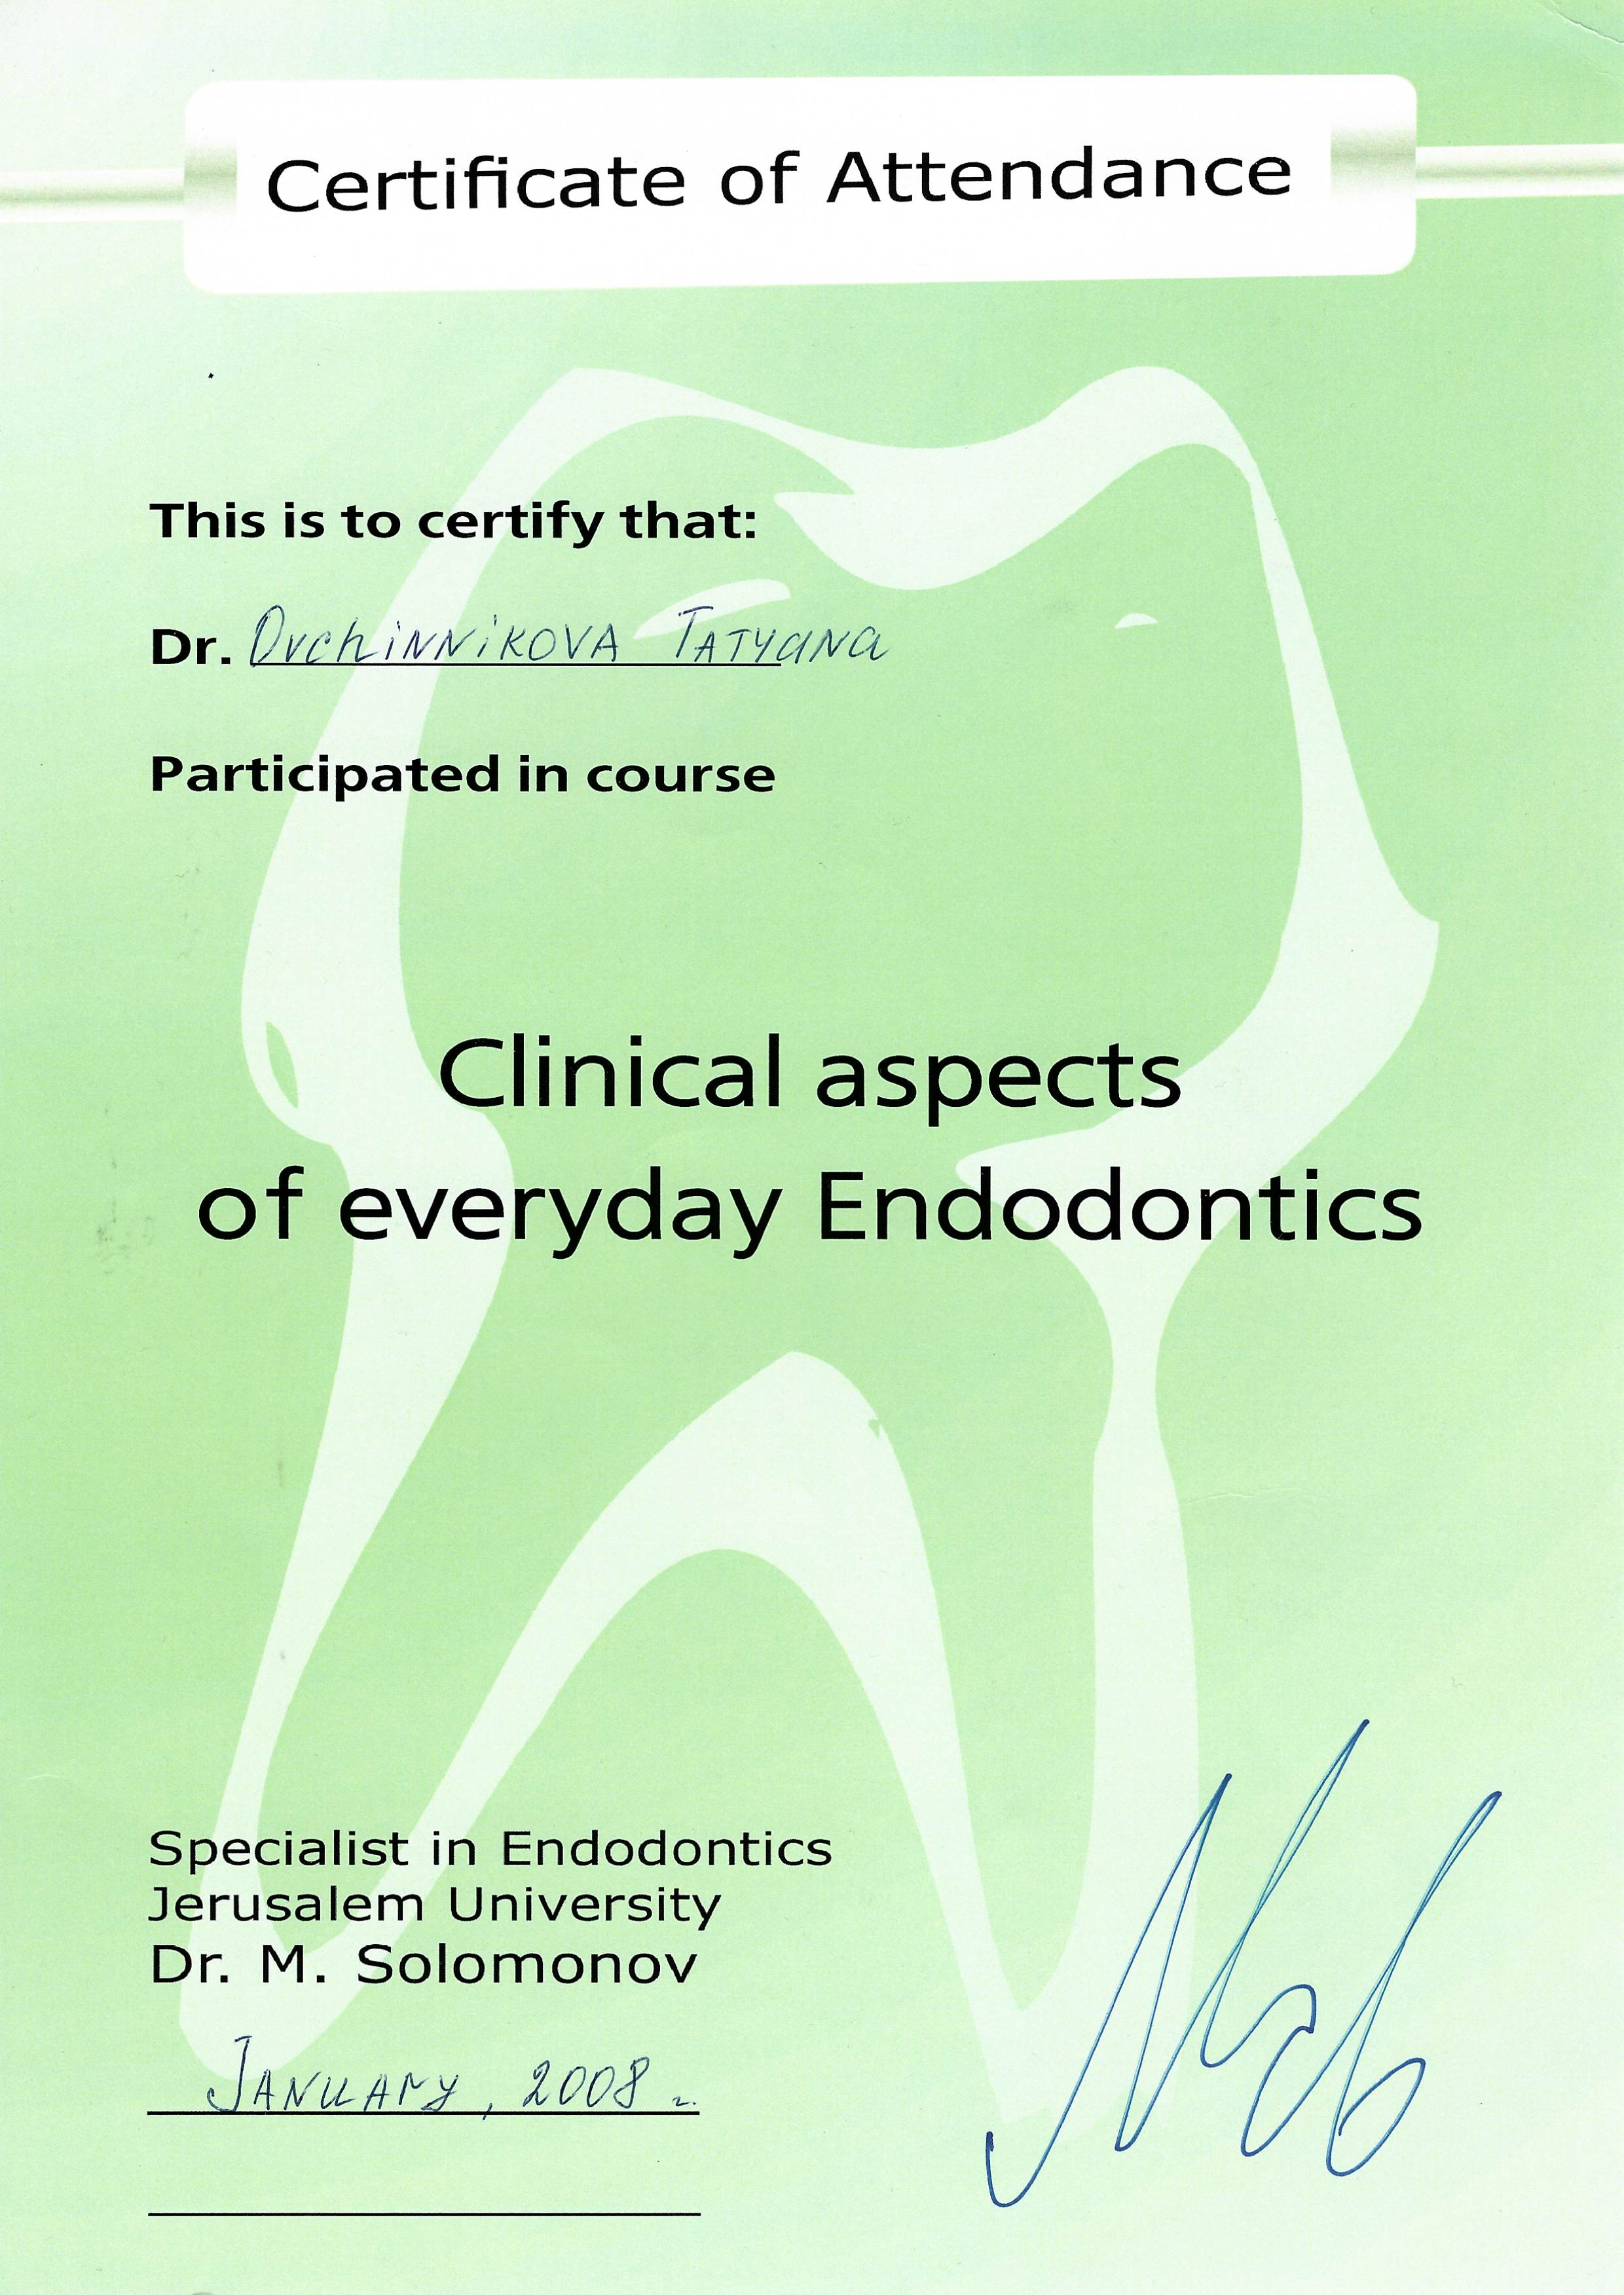 Certificate of Attendance
This is to certify that:
Dr. Ovchinnikova Tatyana
Participated in course
Clinical aspects
of everyday Endodontics
Specialist in Endodontics
Jerusalem University
Dr. M. Solomonov
January, 2008 г.